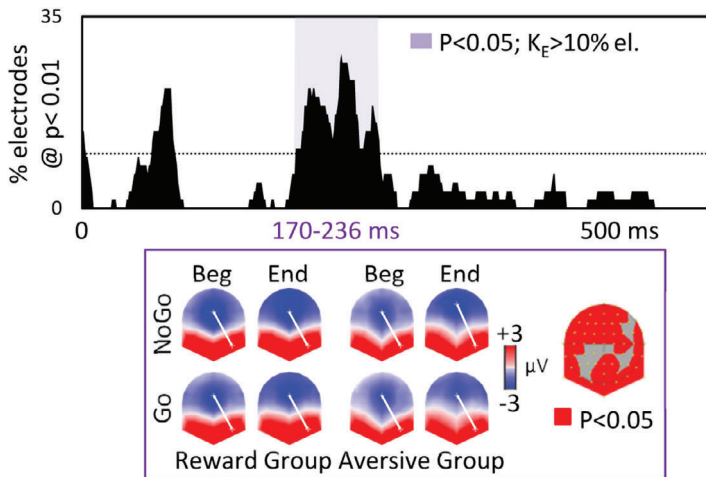 35
P<0.05; K_E>10% el.
% electrodes
@ p< 0.01
0
0 170-236 ms 500 ms
Beg End Beg End
NoGo
+3
µV
-3
Go
P<0.05
Reward Group Aversive Group